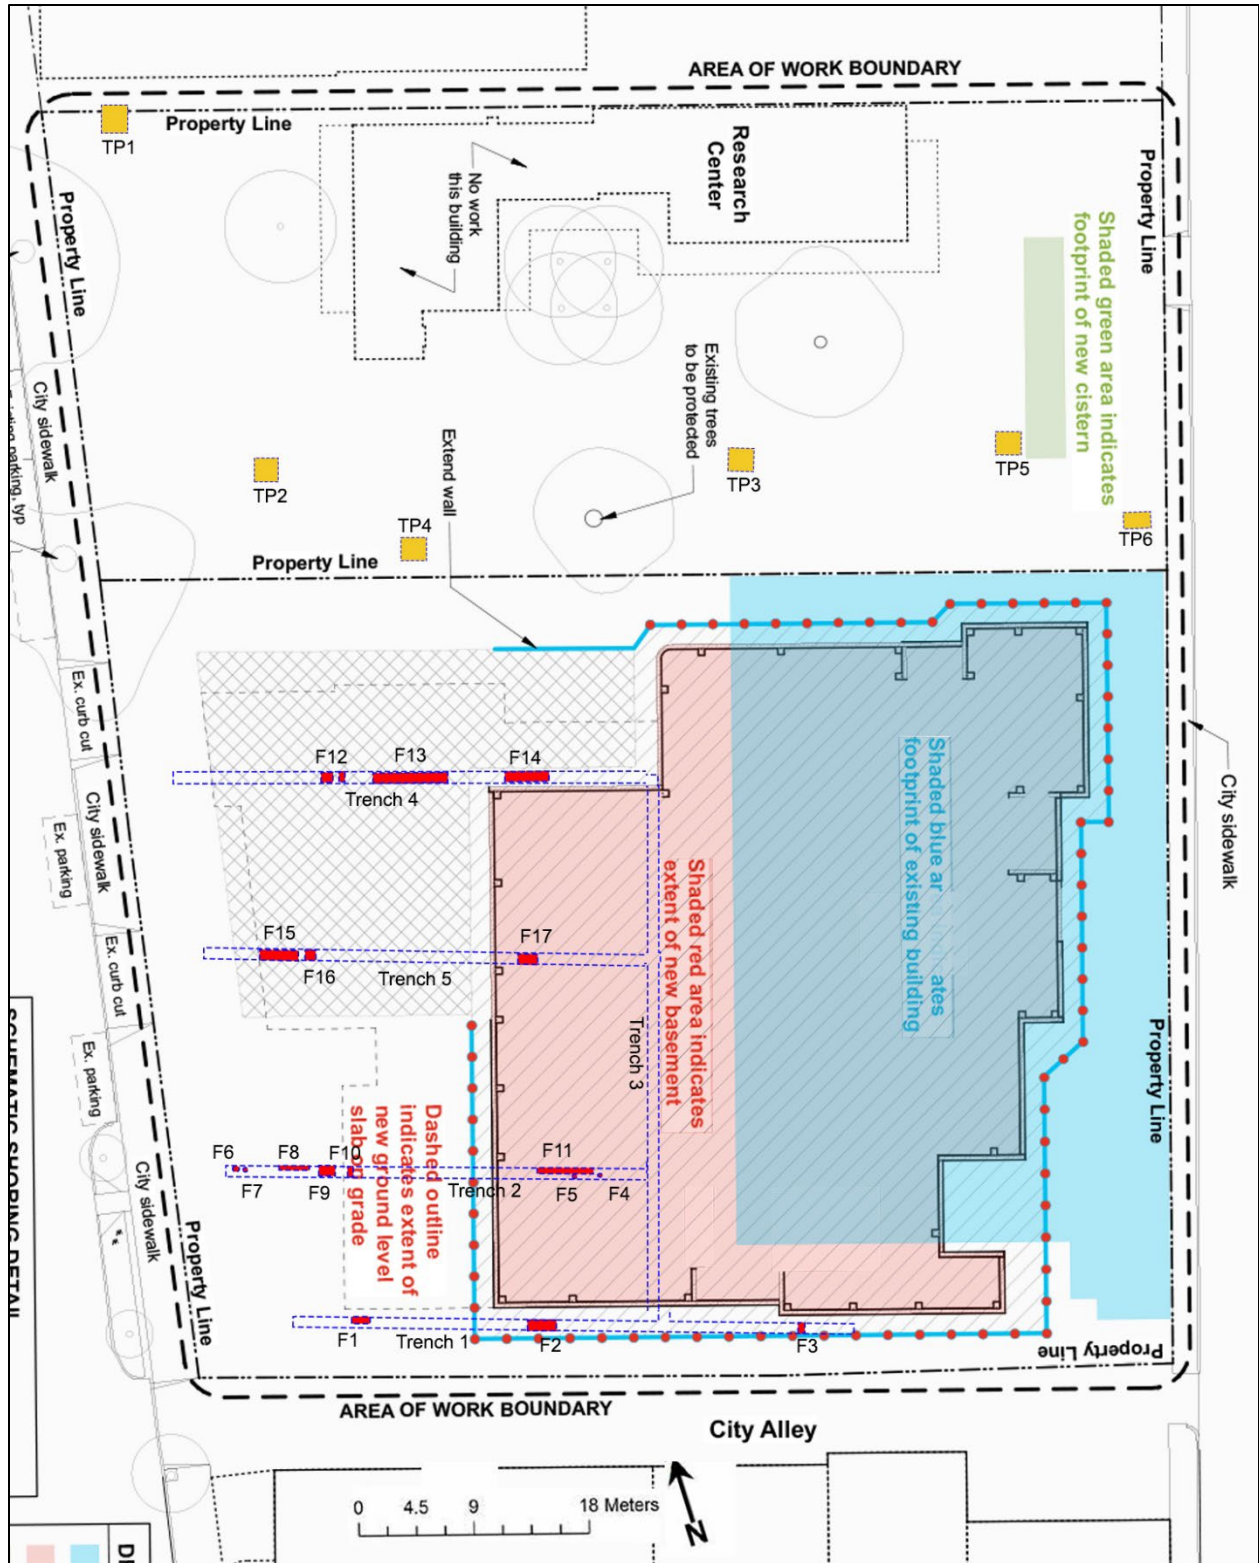 AREA OF WORK BOUNDARY
Property Line
TP1
Research
Center
No work
this building
Property Line
Property Line
Shaded green area indicates
footprint of new cistern
City sidewalk
parking, typ
Existing trees
to be protected
Extend wall
TP2
TP3
TP4
TP5
TP6
Property Line
Ex. curb cut
City sidewalk
F12
F13
F14
Trench 4
City sidewalk
Ex. parking
Shaded red area indicates
extent of new basement
Shaded blue ar
ates
footprint of existing building
F15
F16
F17
Trench 5
Ex. curb cut
Trench 3
Ex. parking
Property Line
Dashed outline
indicates extent of
new ground level
slab on grade
F6
F7
F8
F9
F10
F11
Trench 2
F5
F4
City sidewalk
Property Line
F1
Trench 1
F2
F3
Property Line
AREA OF WORK BOUNDARY
City Alley
0 4.5 9 18 Meters
N
SCHEMATIC SHORING DETAIL